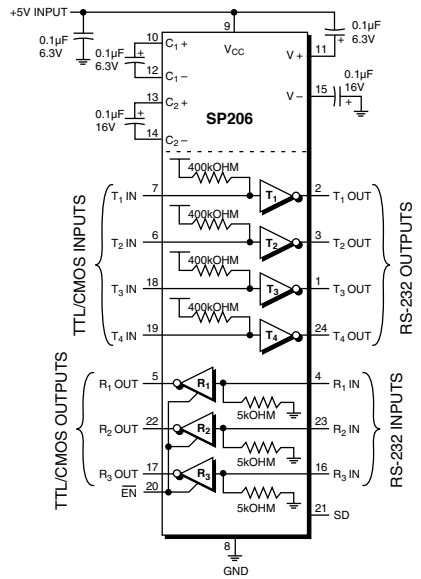 +5V INPUT
0.1µF
6.3V
0.1µF
6.3V
10
C1+
9
VCC
V+
11
0.1µF
6.3V
+
12
C1-
+
13
C2+
0.1µF
16V
+
14
C2-
V-
15
0.1µF
16V
+
SP206
400kOHM
T1 IN
7
T1
2
T1 OUT
400kOHM
T2 IN
6
T2
3
T2 OUT
400kOHM
T3 IN
18
T3
1
T3 OUT
400kOHM
T4 IN
19
T4
24
T4 OUT
TTL/CMOS INPUTS
RS-232 OUTPUTS
R1 OUT
5
R1
4
R1 IN
5kOHM
R2 OUT
22
R2
23
R2 IN
5kOHM
R3 OUT
17
R3
16
R3 IN
5kOHM
EN
20
21
SD
TTL/CMOS OUTPUTS
RS-232 INPUTS
8
GND